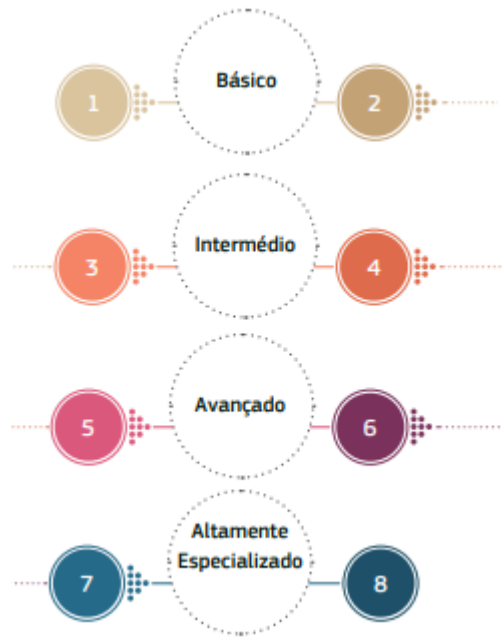 Básico
1
2
Intermédio
3
4
Avançado
5
6
Altamente
Especializado
7
8